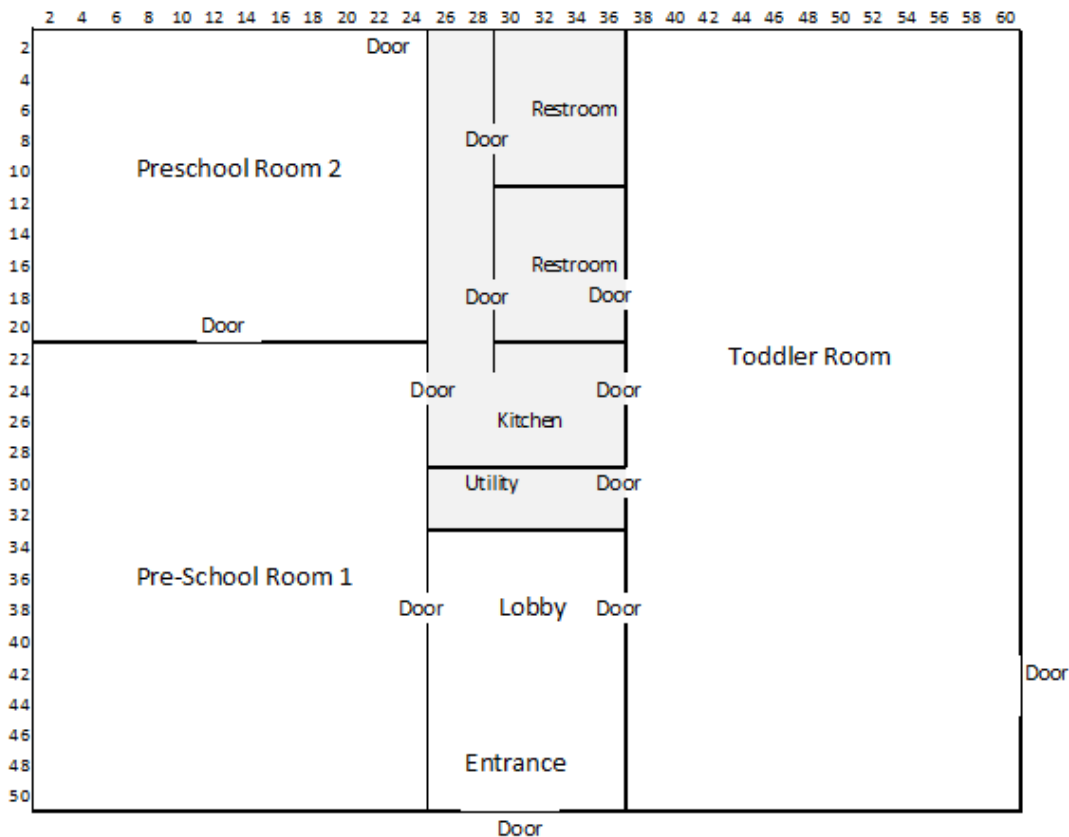 2 4 6 8 10 12 14 16 18 20 22 24 26 28 30 32 34 36 38 40 42 44 46 48 50 52 54 56 58 60
2
Door
4
6
Restroom
8
Door
10
Preschool Room 2
12
14
16
Restroom
18
Door
Door
20
Door
22
Toddler Room
24
Door
Door
26
Kitchen
28
30
Utility
Door
32
34
36
Pre-School Room 1
38
Door
Lobby
Door
40
42
Door
44
46
48
Entrance
50
Door